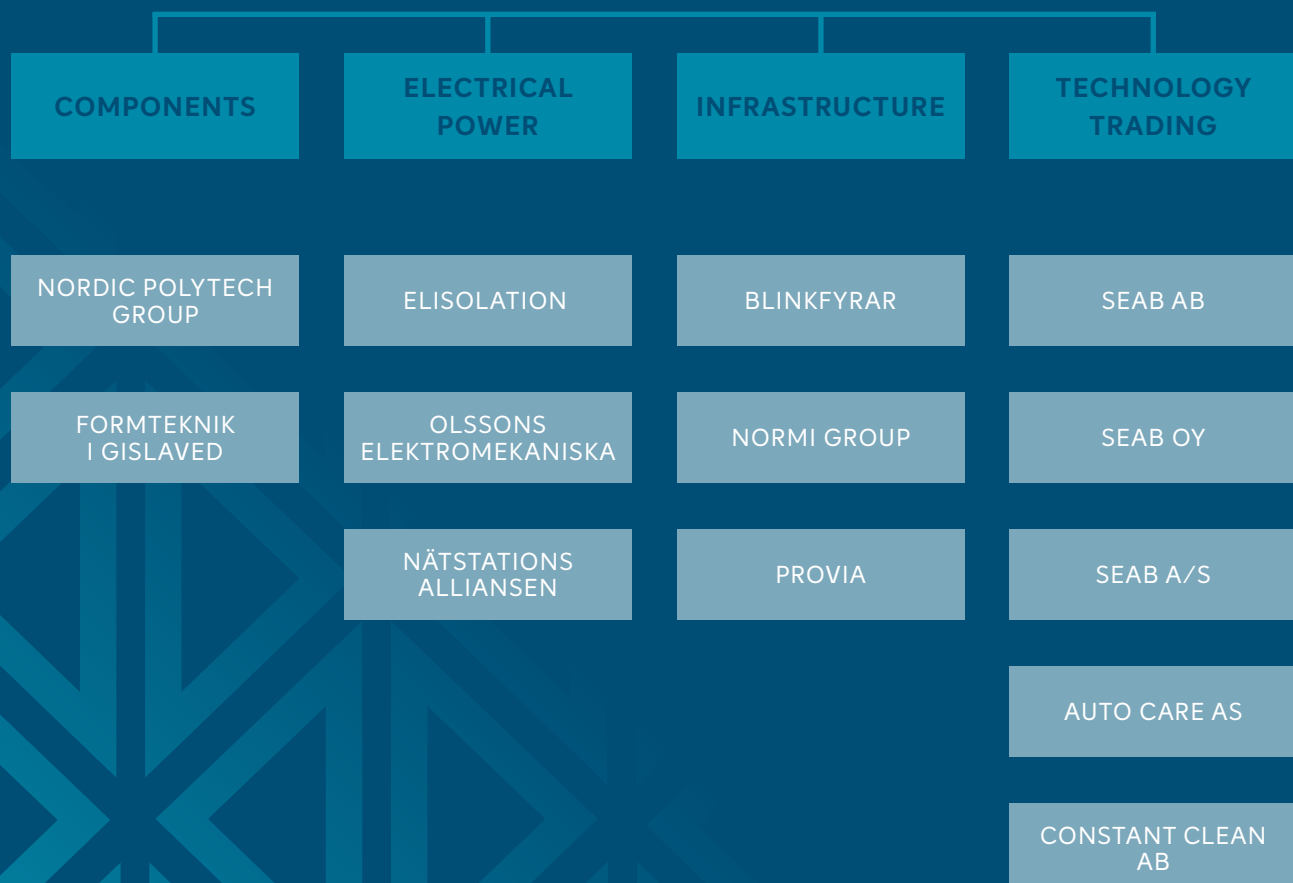 COMPONENTS
ELECTRICAL
POWER
INFRASTRUCTURE
TECHNOLOGY
TRADING
NORDIC POLYTECH
GROUP
ELISOLATION
BLINKFYRAR
SEAB AB
FORMTEKNIK
I GISLAVED
OLSSONS
ELEKTROMEKANISKA
NORMI GROUP
SEAB OY
NÄTSTATIONS
ALLIANSEN
PROVIA
SEAB A/S
AUTO CARE AS
CONSTANT CLEAN
AB